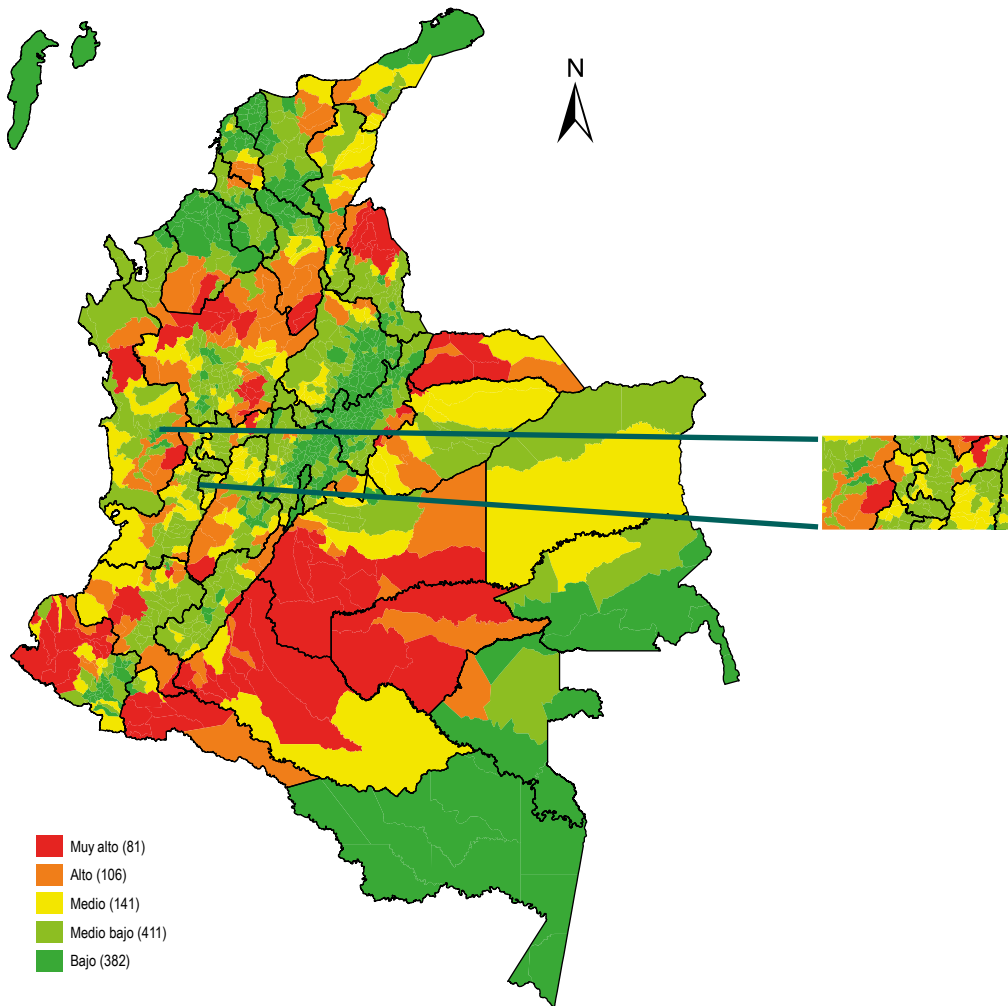 N
Muy alto (81)
Alto (106)
Medio (141)
Medio bajo (411)
Bajo (382)